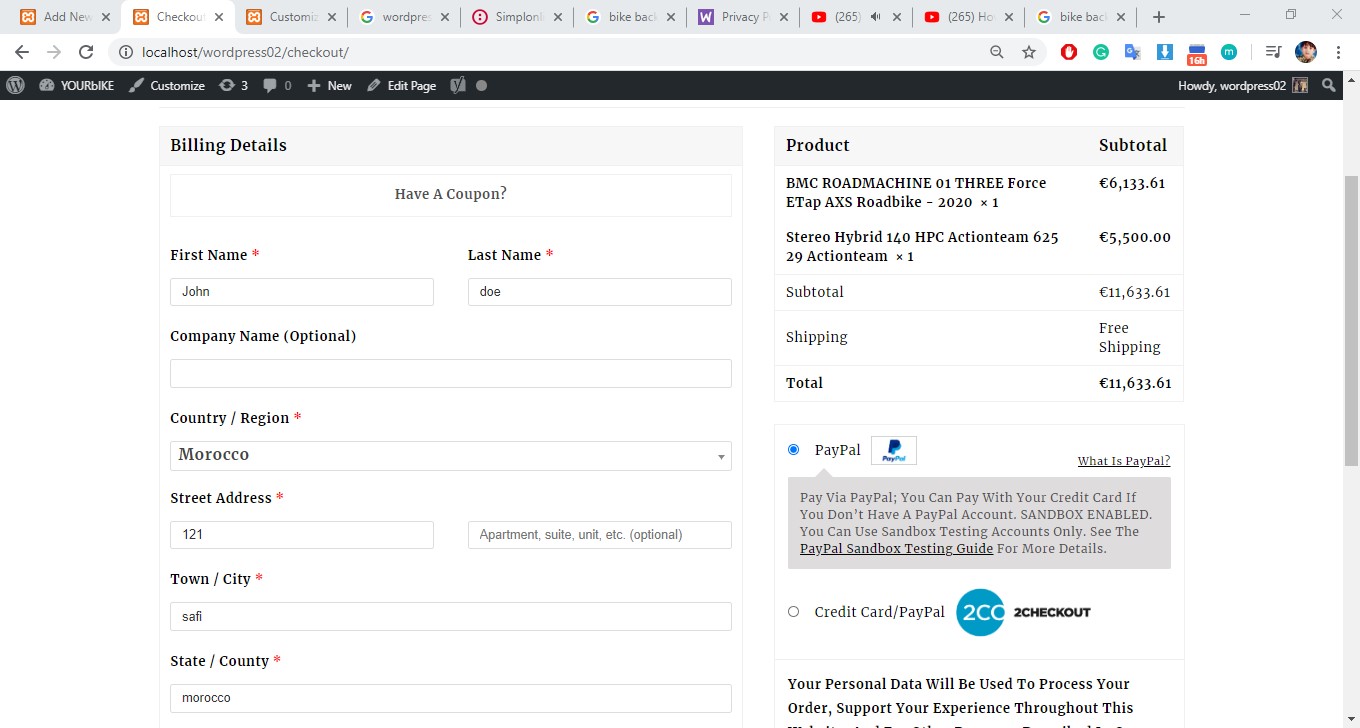 Add New
Checkout
Customiz
wordpres
Simplonli
bike back
Privacy P
(265)
(265) Ho
bike back
localhost/wordpress02/checkout/
16h
m
YOURbIKE
Customize
3
0
New
Edit Page
Howdy, wordpress02
Billing Details
Have A Coupon?
First Name *
Last Name *
John
doe
Company Name (Optional)
Country / Region *
Morocco
Street Address *
121
Apartment, suite, unit, etc. (optional)
Town / City *
safi
State / County *
morocco
Product
Subtotal
BMC ROADMACHINE 01 THREE Force
ETap AXS Roadbike – 2020 × 1
€6,133.61
Stereo Hybrid 140 HPC Actionteam 625
29 Actionteam × 1
€5,500.00
Subtotal
€11,633.61
Shipping
Free
Shipping
Total
€11,633.61
PayPal
PayPal
What Is PayPal?
Pay Via PayPal; You Can Pay With Your Credit Card If
You Don't Have A PayPal Account. SANDBOX ENABLED.
You Can Use Sandbox Testing Accounts Only. See The
PayPal Sandbox Testing Guide For More Details.
Credit Card/PayPal
2CO
2CHECKOUT
Your Personal Data Will Be Used To Process Your
Order, Support Your Experience Throughout This